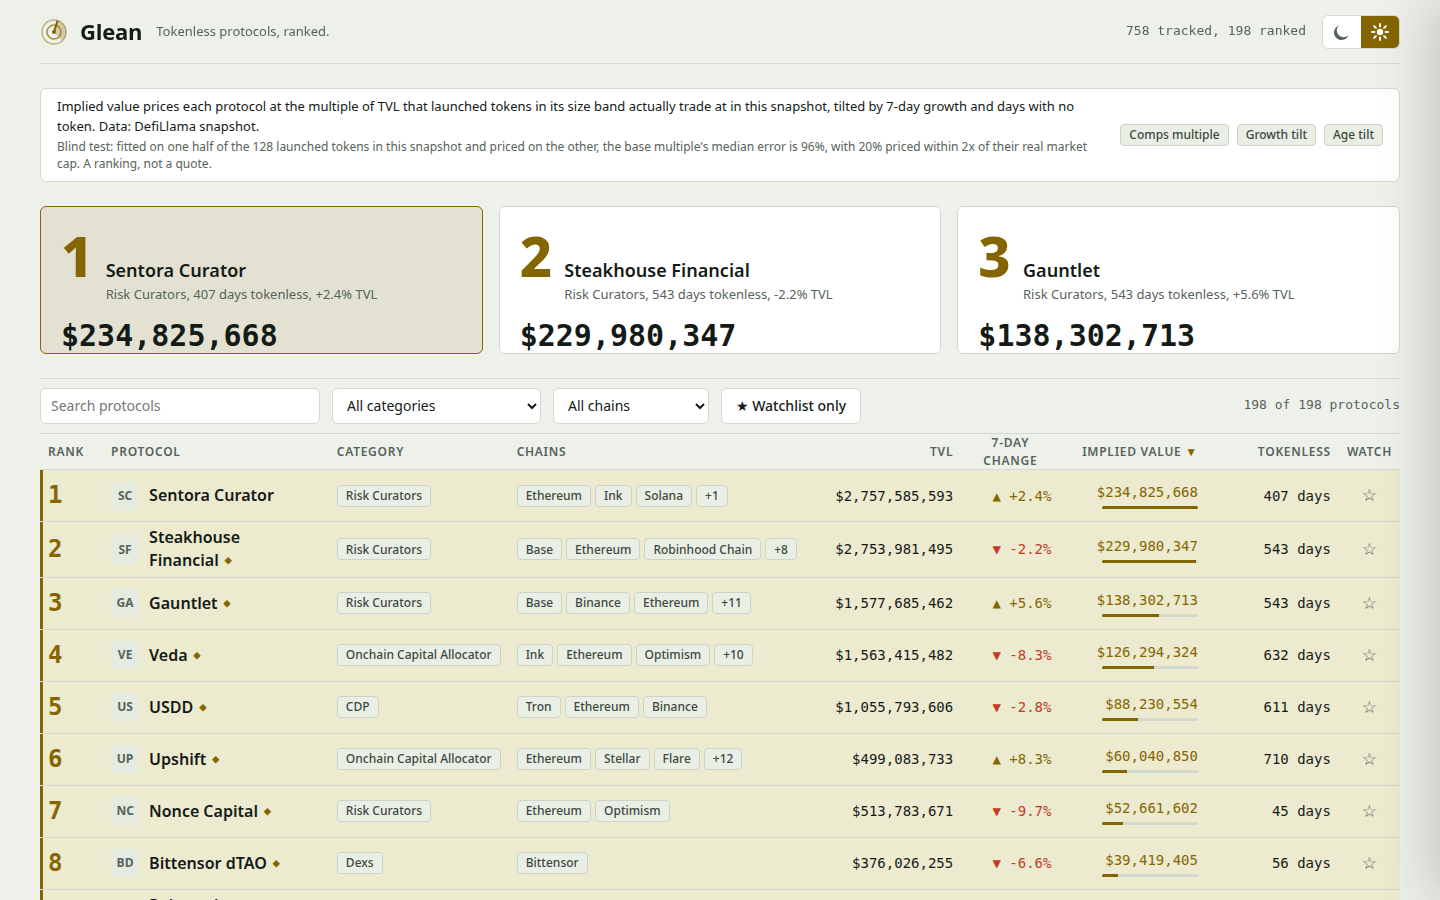 Glean Tokenless protocols, ranked. 758 tracked, 198 ranked
Implied value prices each protocol at the multiple of TVL that launched tokens in its size band actually trade at in this snapshot, tilted by 7-day growth and days with no
token. Data: DefiLlama snapshot.
Blind test: fitted on one half of the 128 launched tokens in this snapshot and priced on the other, the base multiple's median error is 96%, with 20% priced within 2x of their real market
cap. A ranking, not a quote.
Comps multiple Growth tilt Age tilt
1 Sentora Curator
Risk Curators, 407 days tokenless, +2.4% TVL
$234,825,668
2 Steakhouse Financial
Risk Curators, 543 days tokenless, -2.2% TVL
$229,980,347
3 Gauntlet
Risk Curators, 543 days tokenless, +5.6% TVL
$138,302,713
Search protocols All categories All chains ★ Watchlist only 198 of 198 protocols
RANK PROTOCOL CATEGORY CHAINS TVL 7-DAY CHANGE IMPLIED VALUE ▼ TOKENLESS WATCH
1 SC Sentora Curator Risk Curators Ethereum Ink Solana +1 $2,757,585,593 ▲ +2.4% $234,825,668 407 days ☆
2 SF Steakhouse Financial ◆ Risk Curators Base Ethereum Robinhood Chain +8 $2,753,981,495 ▼ -2.2% $229,980,347 543 days ☆
3 GA Gauntlet ◆ Risk Curators Base Binance Ethereum +11 $1,577,685,462 ▲ +5.6% $138,302,713 543 days ☆
4 VE Veda ◆ Onchain Capital Allocator Ink Ethereum Optimism +10 $1,563,415,482 ▼ -8.3% $126,294,324 632 days ☆
5 US USDD ◆ CDP Tron Ethereum Binance $1,055,793,606 ▼ -2.8% $88,230,554 611 days ☆
6 UP Upshift ◆ Onchain Capital Allocator Ethereum Stellar Flare +12 $499,083,733 ▲ +8.3% $60,040,850 710 days ☆
7 NC Nonce Capital ◆ Risk Curators Ethereum Optimism $513,783,671 ▼ -9.7% $52,661,602 45 days ☆
8 BD Bittensor dTAO ◆ Dexs Bittensor $376,026,255 ▼ -6.6% $39,419,405 56 days ☆